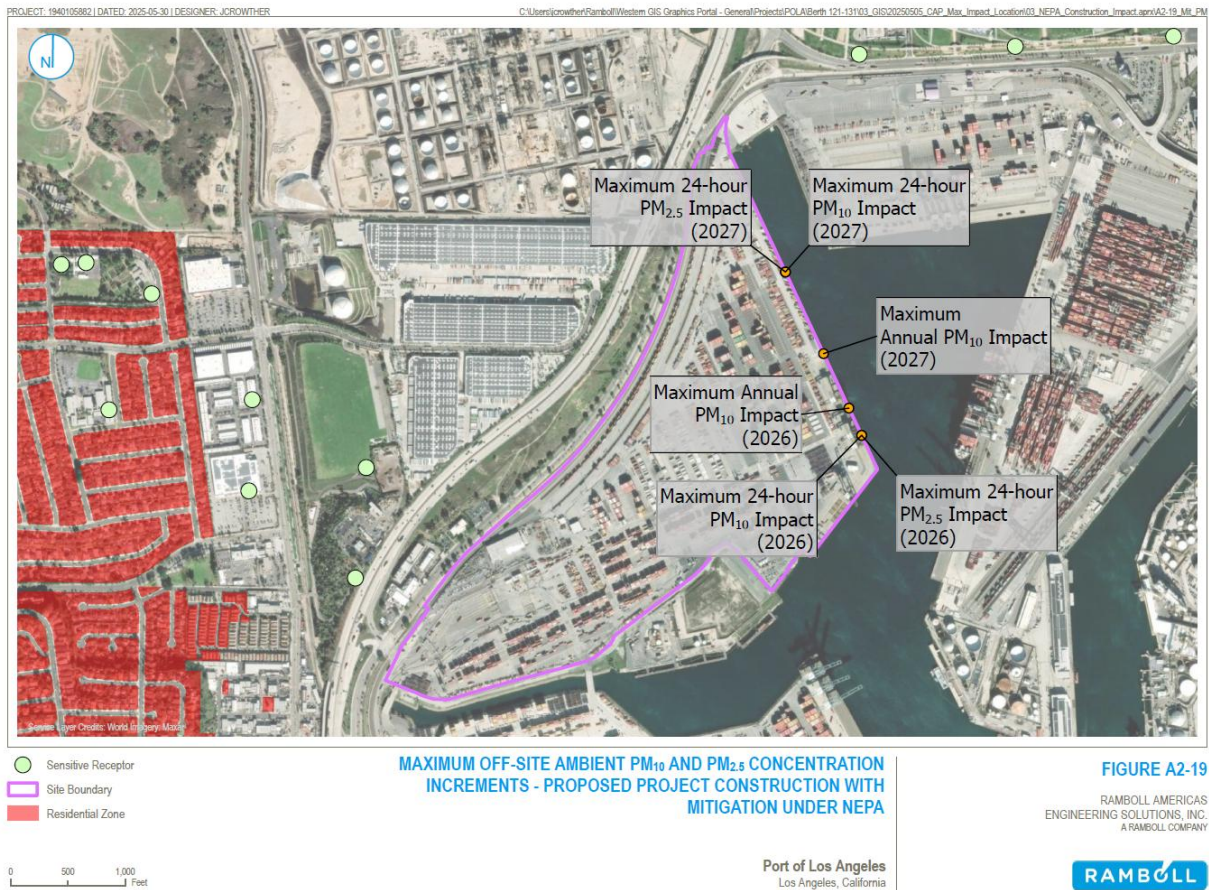 PROJECT: 1940105882 | DATED: 2025-05-30 | DESIGNER: JCROWTHER
C:\Users\jcrowther\Ramboll\Western GIS Graphics Portal - General\Projects\POLA\Berth 121-131\03_GIS\20250505_CAP_Max_Impact_Location\03_NEPA_Construction_Impact.aprx\A2-19_Mit_PM
N
Maximum 24-hour
PM2.5 Impact
(2027)
Maximum 24-hour
PM10 Impact
(2027)
Maximum
Annual PM10 Impact
(2027)
Maximum Annual
PM10 Impact
(2026)
Maximum 24-hour
PM10 Impact
(2026)
Maximum 24-hour
PM2.5 Impact
(2026)
Service Layer Credits: World Imagery: Maxar
Sensitive Receptor
Site Boundary
Residential Zone
0 500 1,000
Feet
MAXIMUM OFF-SITE AMBIENT PM10 AND PM2.5 CONCENTRATION
INCREMENTS - PROPOSED PROJECT CONSTRUCTION WITH
MITIGATION UNDER NEPA
Port of Los Angeles
Los Angeles, California
FIGURE A2-19
RAMBOLL AMERICAS
ENGINEERING SOLUTIONS, INC.
A RAMBOLL COMPANY
RAMBOLL